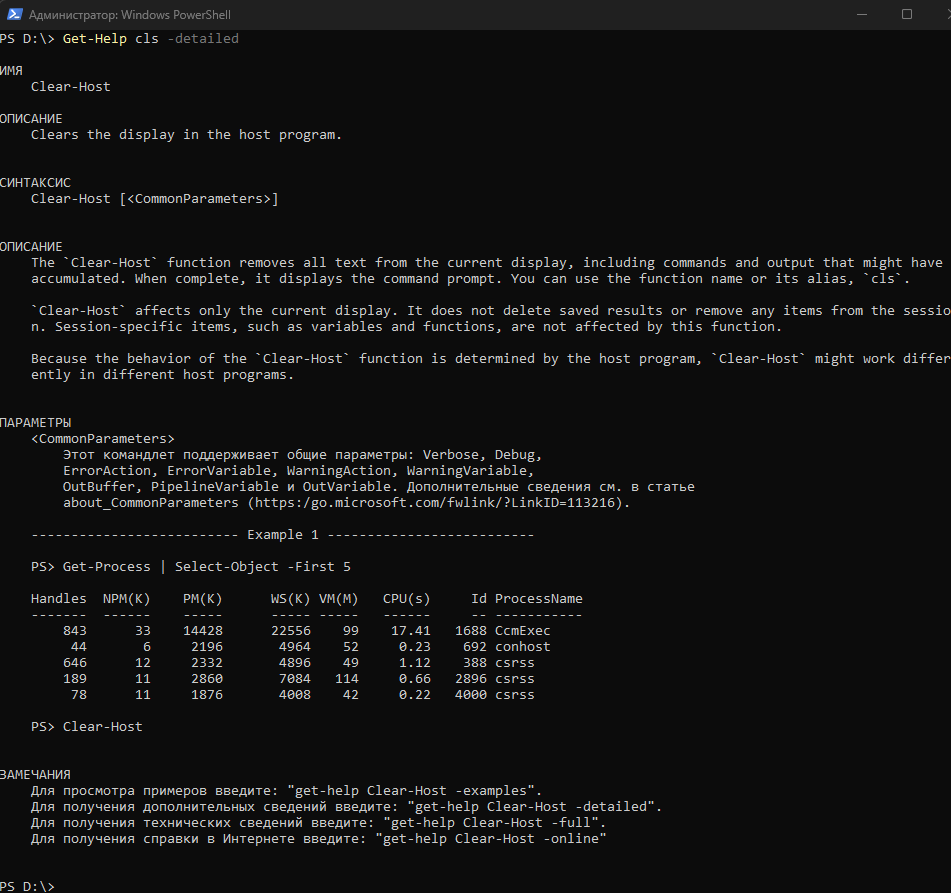 Администратор: Windows PowerShell
PS D:\> Get-Help cls -detailed
ИМЯ
Clear-Host
ОПИСАНИЕ
Clears the display in the host program.
СИНТАКСИС
Clear-Host [<CommonParameters>]
ОПИСАНИЕ
The `Clear-Host` function removes all text from the current display, including commands and output that might have
accumulated. When complete, it displays the command prompt. You can use the function name or its alias, `cls`.
`Clear-Host` affects only the current display. It does not delete saved results or remove any items from the sessio
n. Session-specific items, such as variables and functions, are not affected by this function.
Because the behavior of the `Clear-Host` function is determined by the host program, `Clear-Host` might work differ
ently in different host programs.
ПАРАМЕТРЫ
<CommonParameters>
Этот командлет поддерживает общие параметры: Verbose, Debug,
ErrorAction, ErrorVariable, WarningAction, WarningVariable,
OutBuffer, PipelineVariable и OutVariable. Дополнительные сведения см. в статье
about_CommonParameters (https:/go.microsoft.com/fwlink/?LinkID=113216).
-------------------------- Example 1 --------------------------
PS> Get-Process | Select-Object -First 5
Handles  NPM(K)    PM(K)      WS(K) VM(M)   CPU(s)     Id ProcessName
-------  ------    -----      ----- -----   ------     -- -----------
843      33    14428      22556    99    17.41   1688 CcmExec
44       6     2196       4964    52     0.23    692 conhost
646      12     2332       4896    49     1.12    388 csrss
189      11     2860       7084   114     0.66   2896 csrss
78      11     1876       4008    42     0.22   4000 csrss
PS> Clear-Host
ЗАМЕЧАНИЯ
Для просмотра примеров введите: "get-help Clear-Host -examples".
Для получения дополнительных сведений введите: "get-help Clear-Host -detailed".
Для получения технических сведений введите: "get-help Clear-Host -full".
Для получения справки в Интернете введите: "get-help Clear-Host -online"
PS D:\>